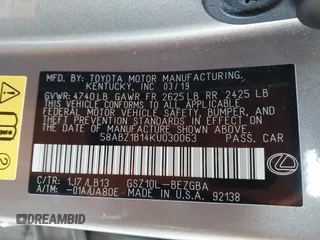 MFD. BY: TOYOTA MOTOR MANUFACTURING,
KENTUCKY, INC 03/19
GVWR: 4740LB GAWR FR 2625LB RR 2425 LB
THIS VEHICLE CONFORMS TO ALL APPLICABLE
FEDERAL MOTOR VEHICLE SAFETY, BUMPER, AND
THEFT PREVENTION STANDARDS IN EFFECT ON
THE DATE OF MANUFACTURE SHOWN ABOVE.
58ABZ1B14KU030063 PASS. CAR
C/TR: 1J7 /LB13 GSZ10L-BEZGBA
A/TM: -01A/UA80E MADE IN U.S.A. 92138
DREAMBID